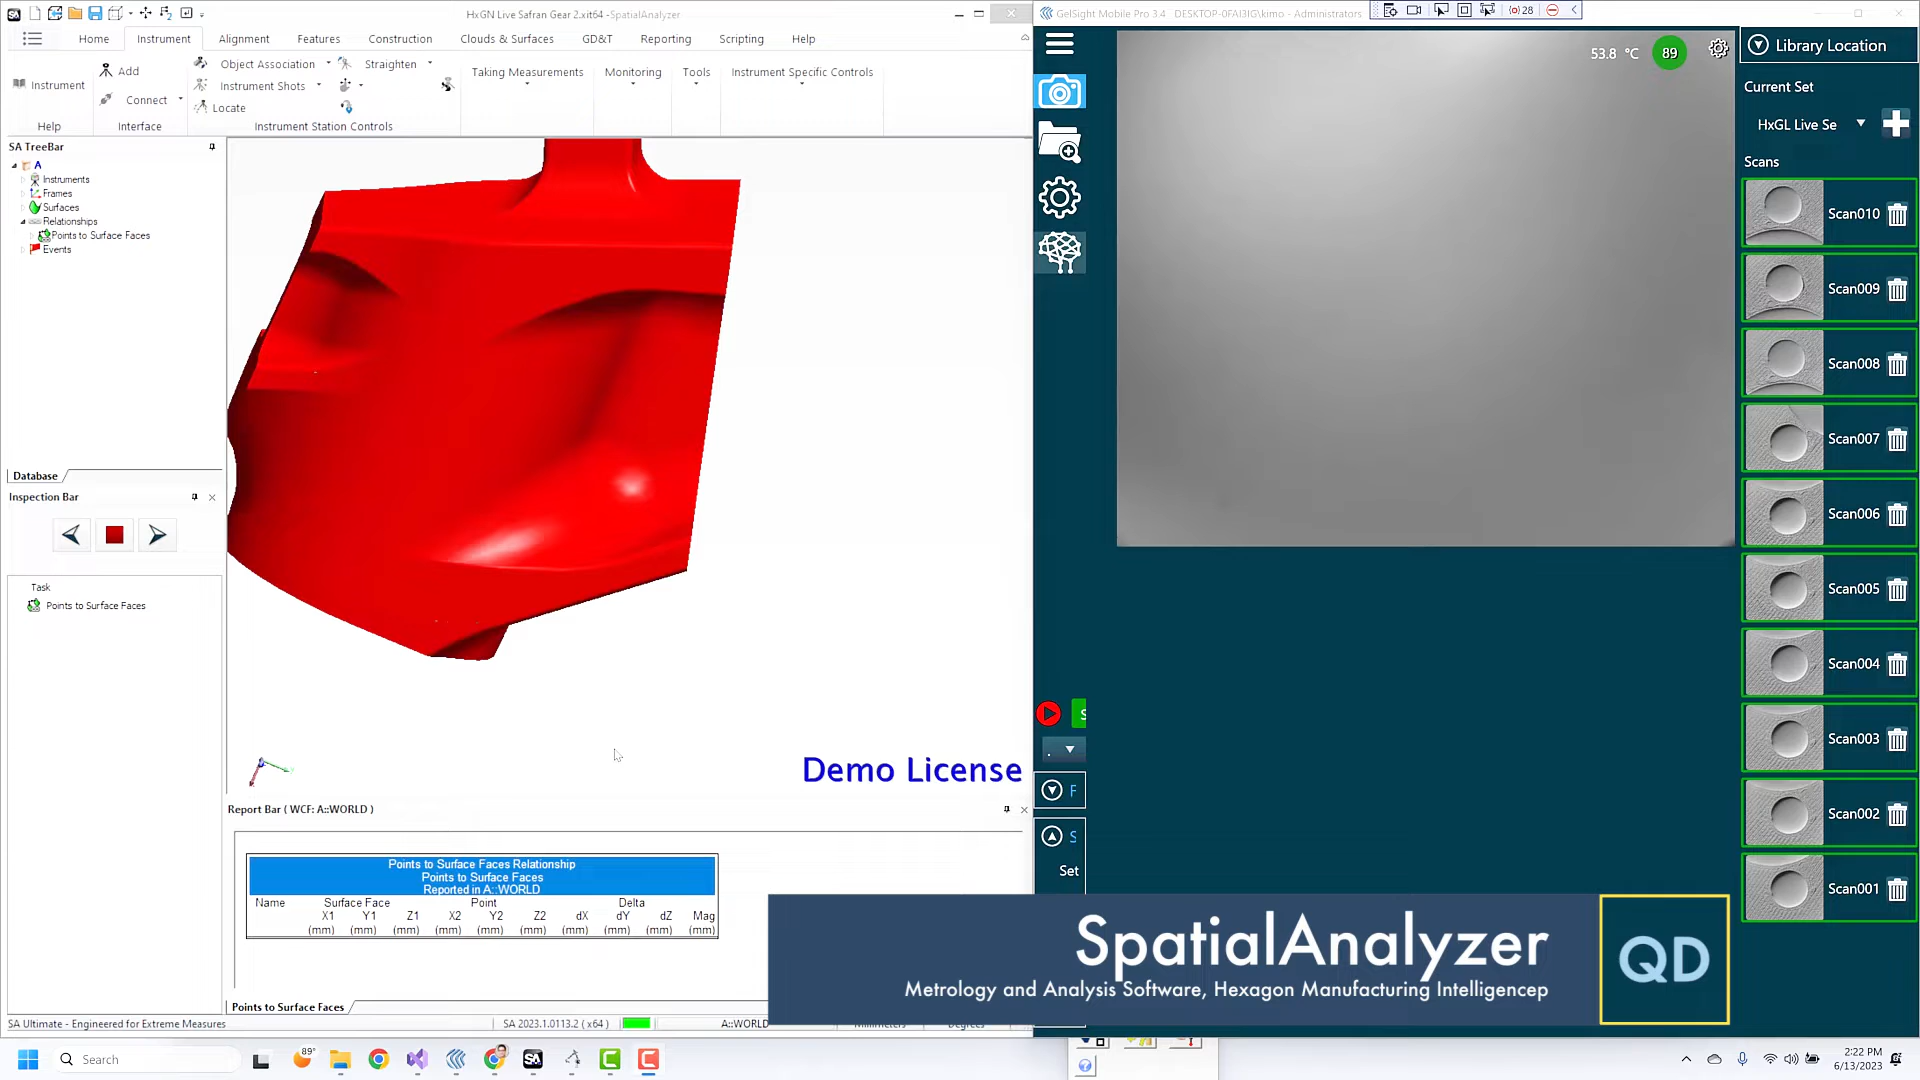 HxGN Live Safran Gear 2.xit64 -SpatialAnalyzer
Home Instrument Alignment Features Construction Clouds & Surfaces GD&T Reporting Scripting Help
Instrument
Help
Add
Connect
Interface
Object Association
Instrument Shots
Locate
Straighten
Instrument Station Controls
Taking Measurements
Monitoring
Tools
Instrument Specific Controls
SA TreeBar
A
Instruments
Frames
Surfaces
Relationships
Points to Surface Faces
Events
Database
Inspection Bar
Task
Points to Surface Faces
Demo License
Report Bar ( WCF: A::WORLD )
Points to Surface Faces Relationship
Points to Surface Faces
Reported in A::WORLD
Name Surface Face Point Delta
X1 Y1 Z1 X2 Y2 Z2 dX dY dZ Mag
(mm) (mm) (mm) (mm) (mm) (mm) (mm) (mm) (mm) (mm)
Points to Surface Faces
SA Ultimate - Engineered for Extreme Measures
SA 2023.1.0113.2 ( x64 )
A::WORLD
GelSight Mobile Pro 3.4 DESKTOP-0FAI3IG\kimo - Administrators
28
53.8 °C
89
Library Location
Current Set
HxGL Live Se
Scans
Scan010
Scan009
Scan008
Scan007
Scan006
Scan005
Scan004
Scan003
Scan002
Scan001
S
F
S
Set
SpatialAnalyzer
Metrology and Analysis Software, Hexagon Manufacturing Intelligencep
QD
Search
89°
SA
2:22 PM
6/13/2023